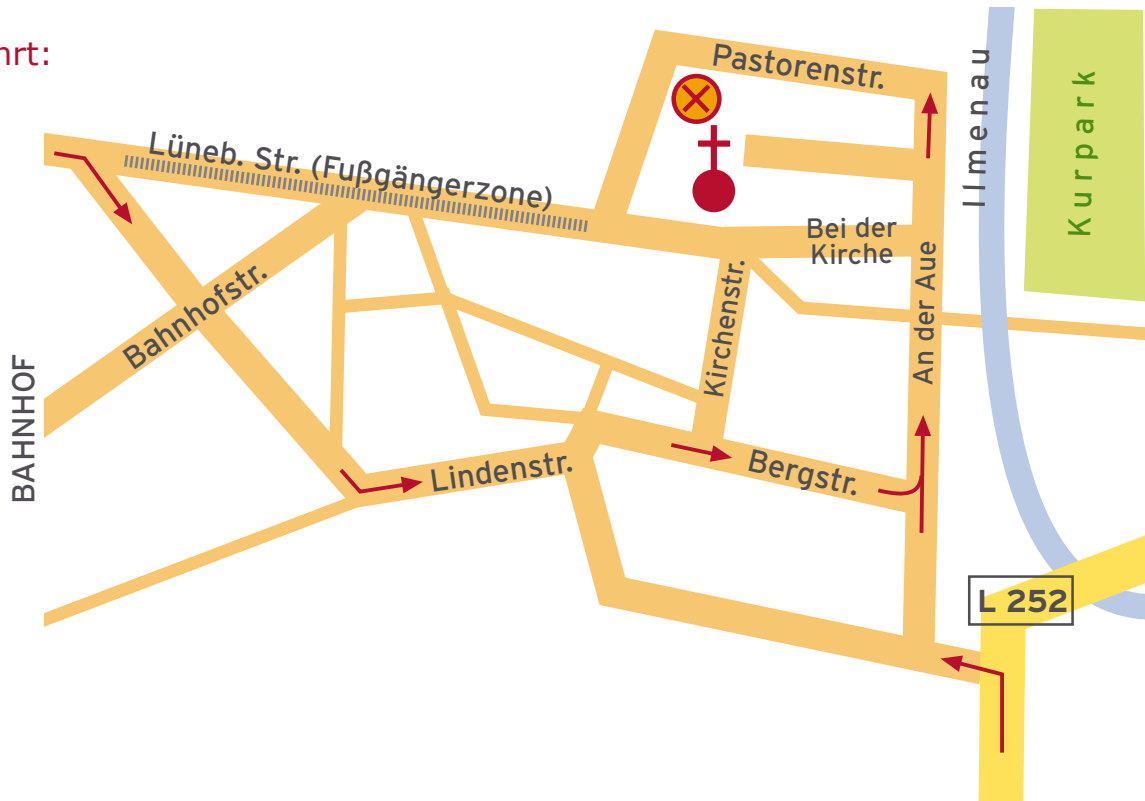 hrt:
Pastorenstr.
Ilmenau
Kurpark
Lüneb. Str. (Fußgängerzone)
Bei der
Kirche
Bahnhofstr.
Kirchenstr.
An der Aue
BAHNHOF
Lindenstr.
Bergstr.
L 252